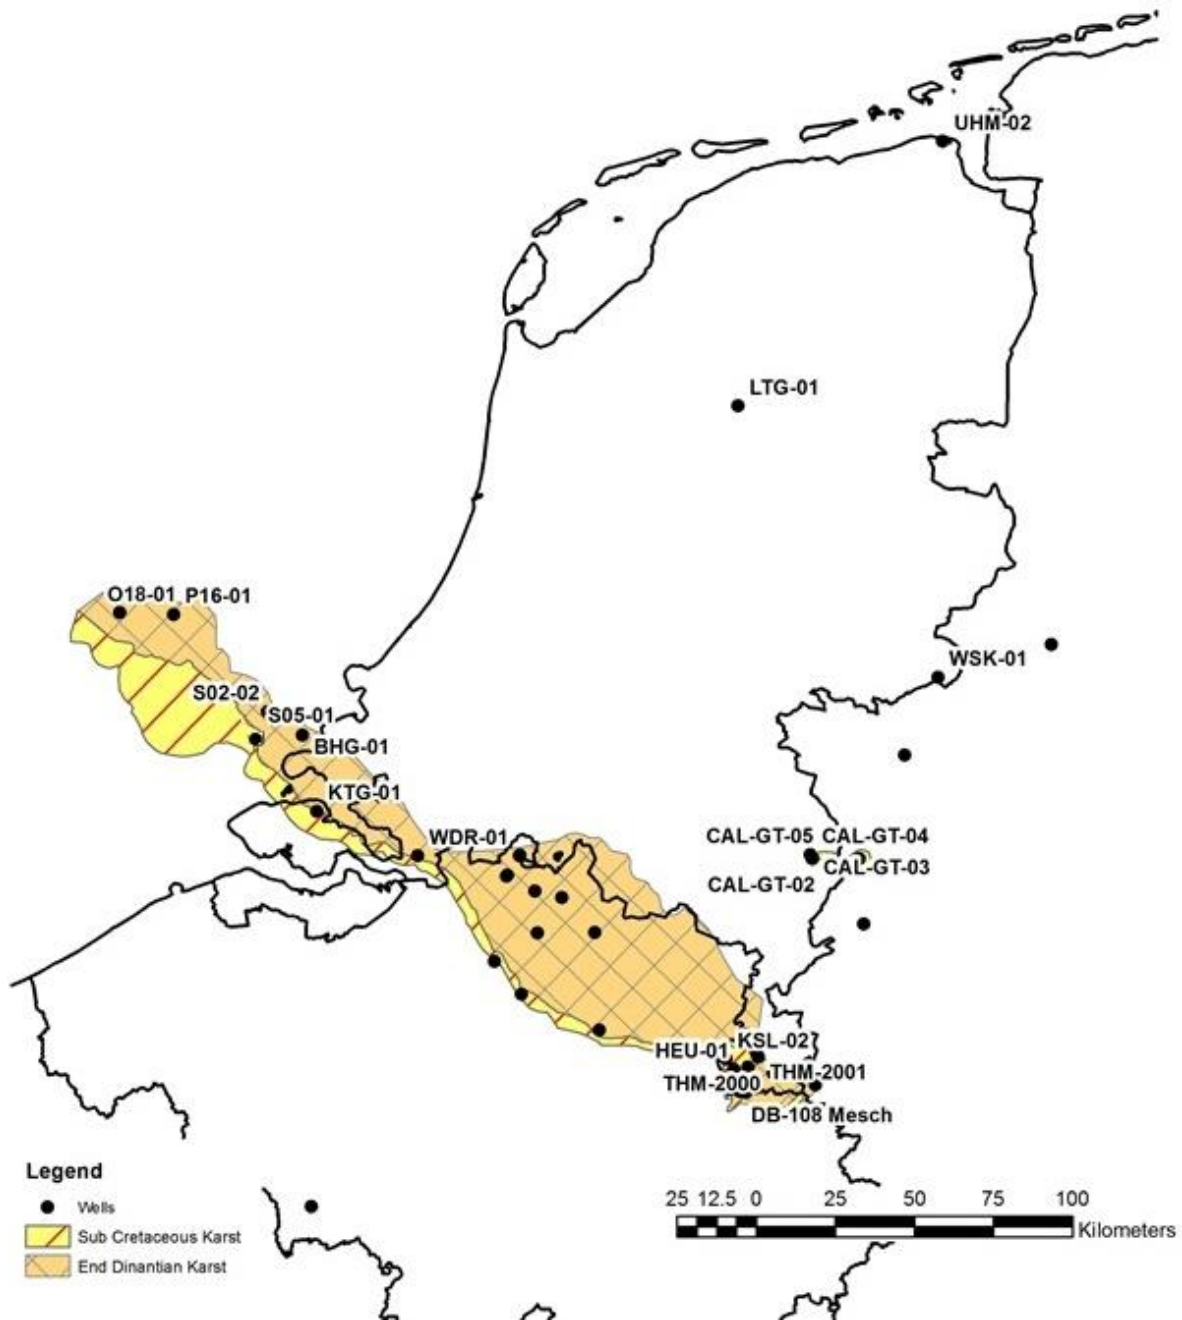 UHM-02
LTG-01
O18-01 P16-01
WSK-01
S02-02
S05-01
BHG-01
KTG-01
WDR-01
CAL-GT-05 CAL-GT-04
CAL-GT-03
CAL-GT-02
KSL-02
HEU-01
THM-2001
THM-2000
DB-108 Mesch
Legend
Wells
Sub Cretaceous Karst
End Dinantian Karst
25 12.5 0 25 50 75 100
Kilometers